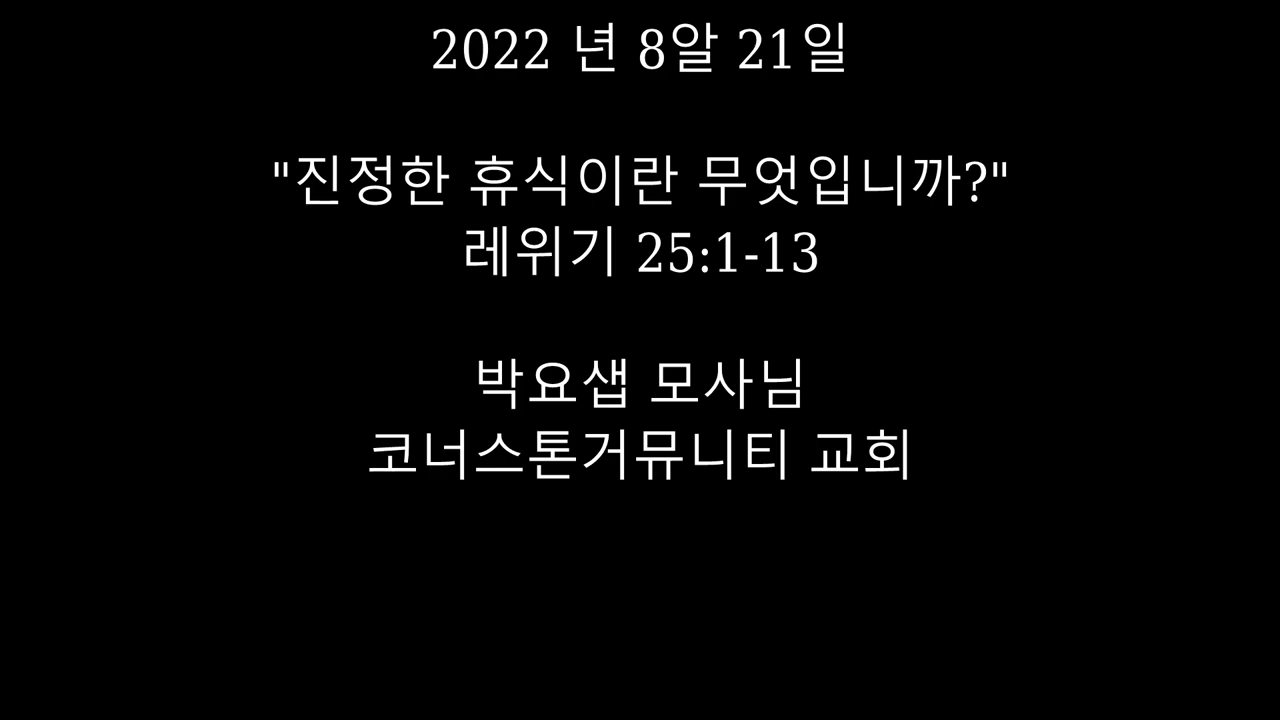 2022 년 8알 21일
"진정한 휴식이란 무엇입니까?"
레위기 25:1-13
박요샙 모사님
코너스톤거뮤니티 교회